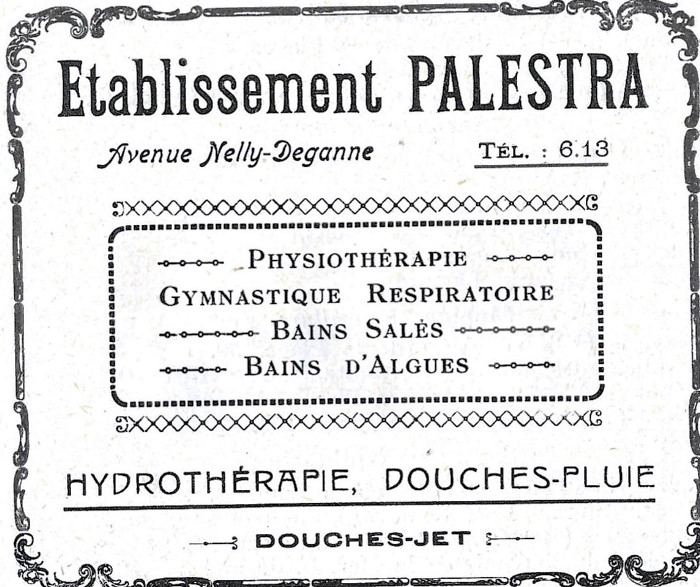 Etablissement PALESTRA
Avenue Nelly-Deganne TÉL. : 6.13
PHYSIOTHÉRAPIE
GYMNASTIQUE RESPIRATOIRE
BAINS SALÉS
BAINS D'ALGUES
HYDROTHÉRAPIE, DOUCHES-PLUIE
DOUCHES-JET